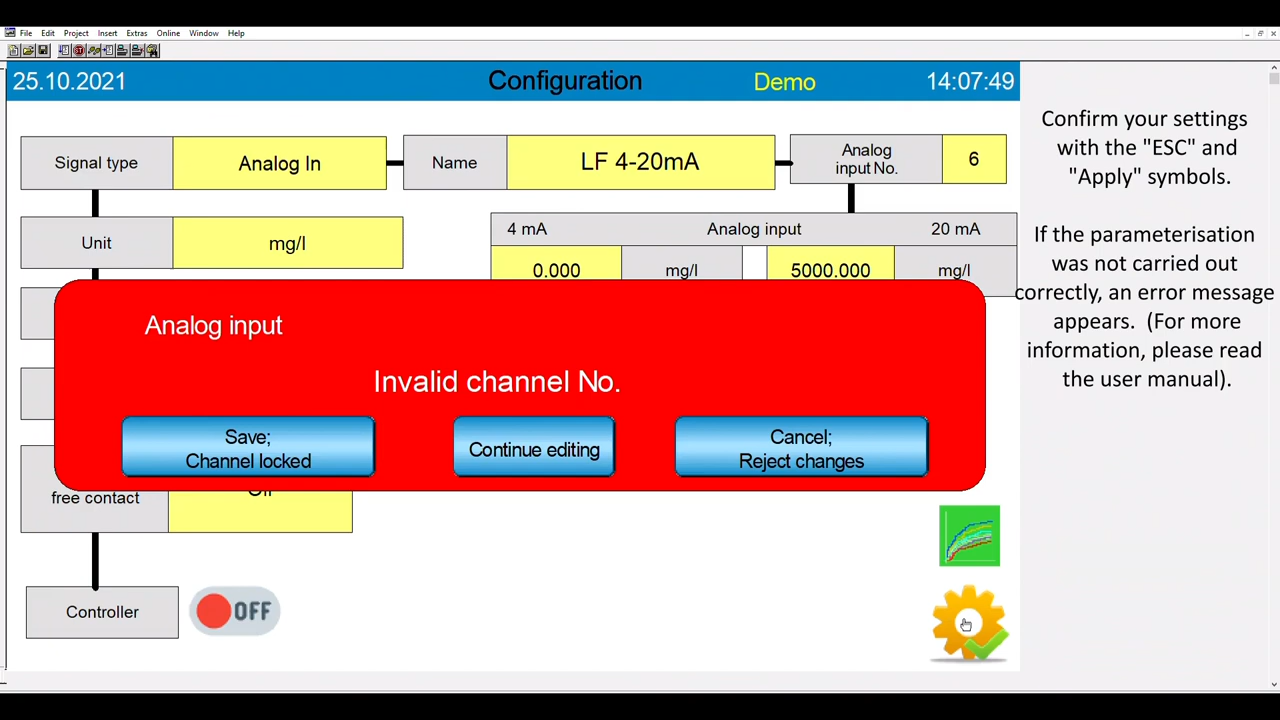 File Edit Project Insert Extras Online Window Help
25.10.2021 Configuration Demo 14:07:49
Signal type Analog In Name LF 4-20mA Analog input No. 6
Unit mg/l
4 mA Analog input 20 mA
0.000 mg/l 5000.000 mg/l
Analog input
Invalid channel No.
Save;
Channel locked
Continue editing
Cancel;
Reject changes
free contact
Controller OFF
Confirm your settings
with the "ESC" and
"Apply" symbols.
If the parameterisation
was not carried out
correctly, an error message
appears. (For more
information, please read
the user manual).